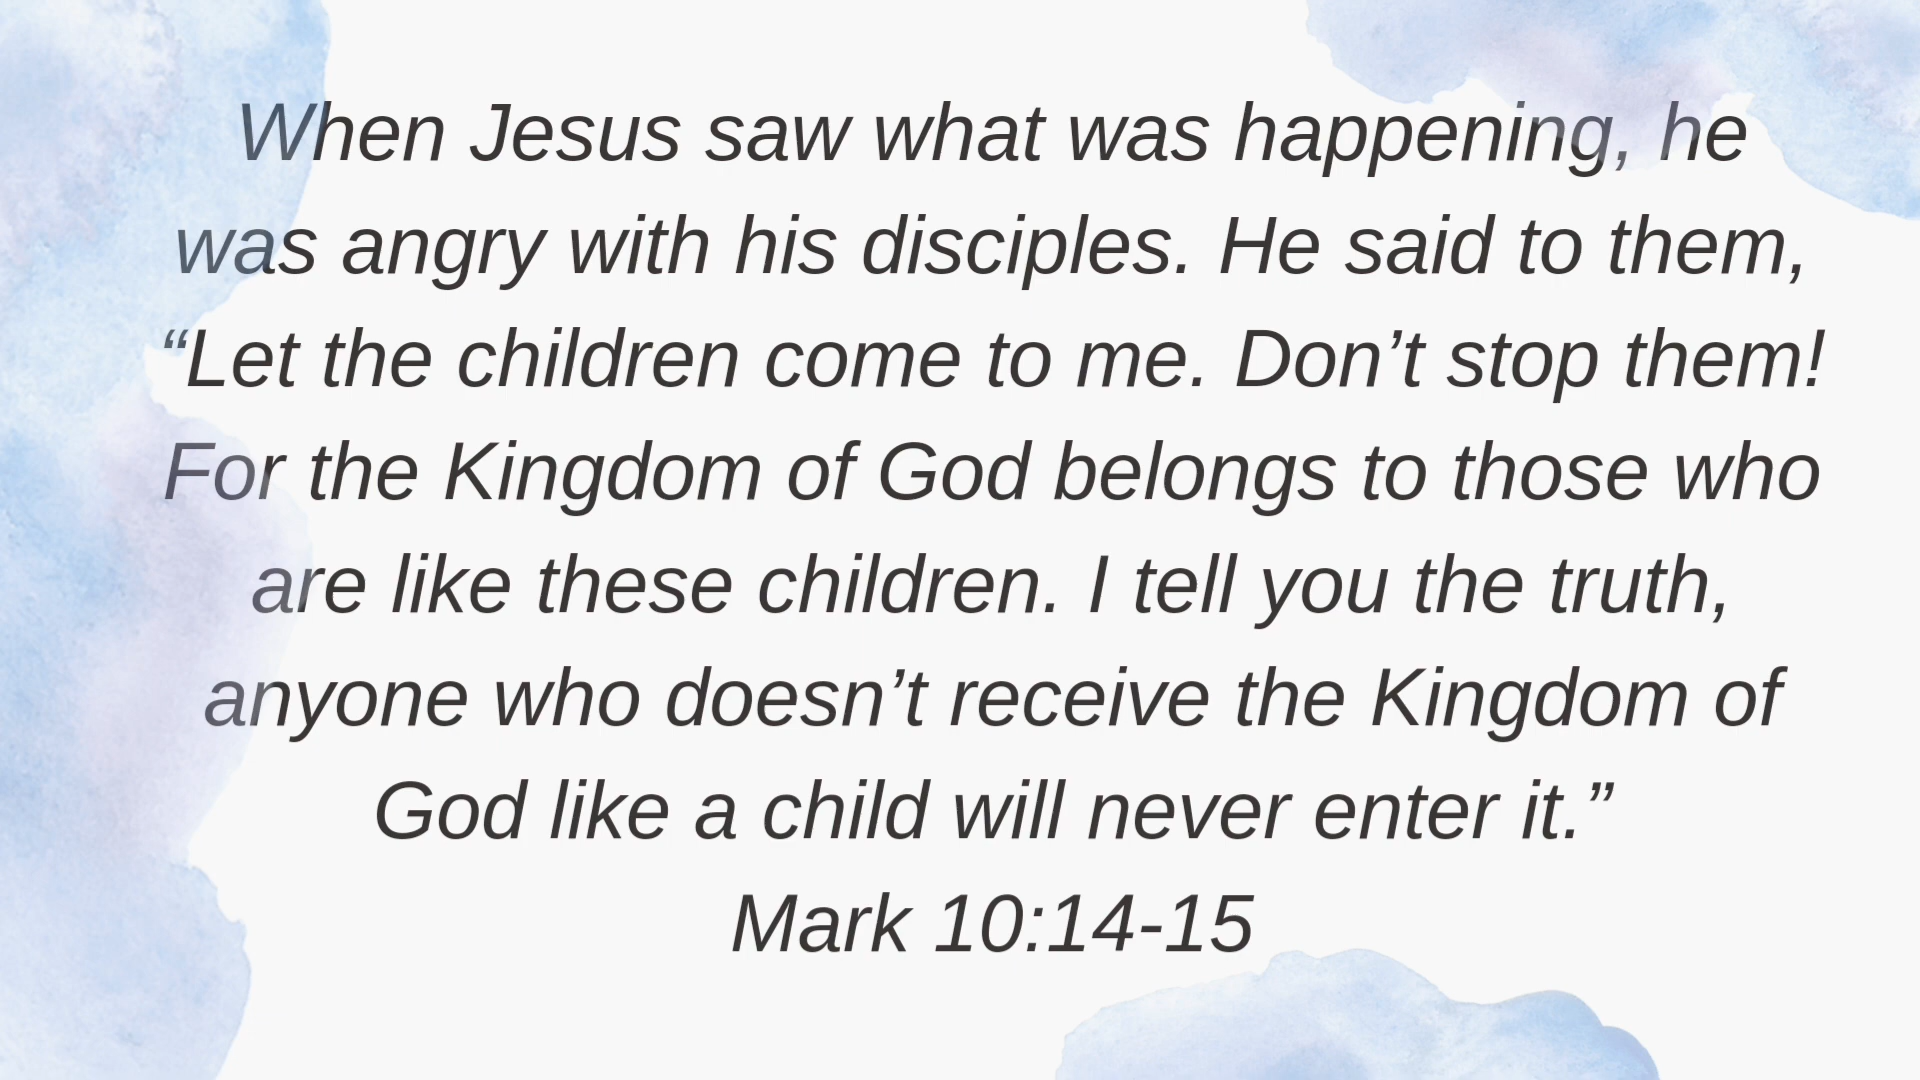 When Jesus saw what was happening, he
was angry with his disciples. He said to them,
“Let the children come to me. Don’t stop them!
For the Kingdom of God belongs to those who
are like these children. I tell you the truth,
anyone who doesn’t receive the Kingdom of
God like a child will never enter it.”
Mark 10:14-15